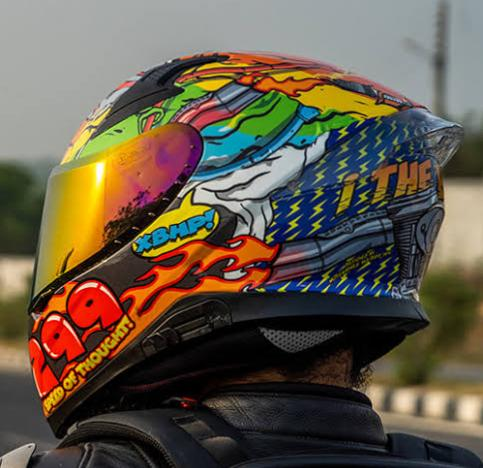 xBHP!
i THE
299
SPEED OF THOUGHT!